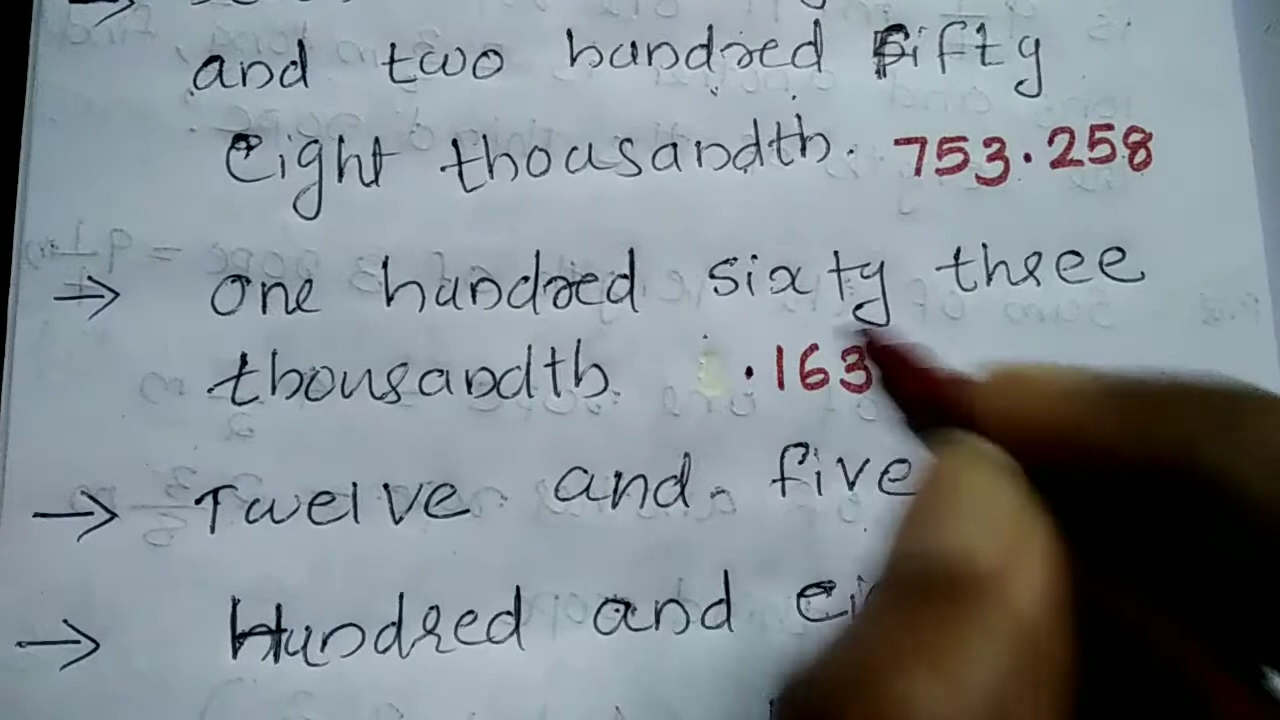 and two hundred fifty
eight thousandth. 753.258
→ One hundred sixty three
thousandth .163
→ Twelve and five
→ Hundred and